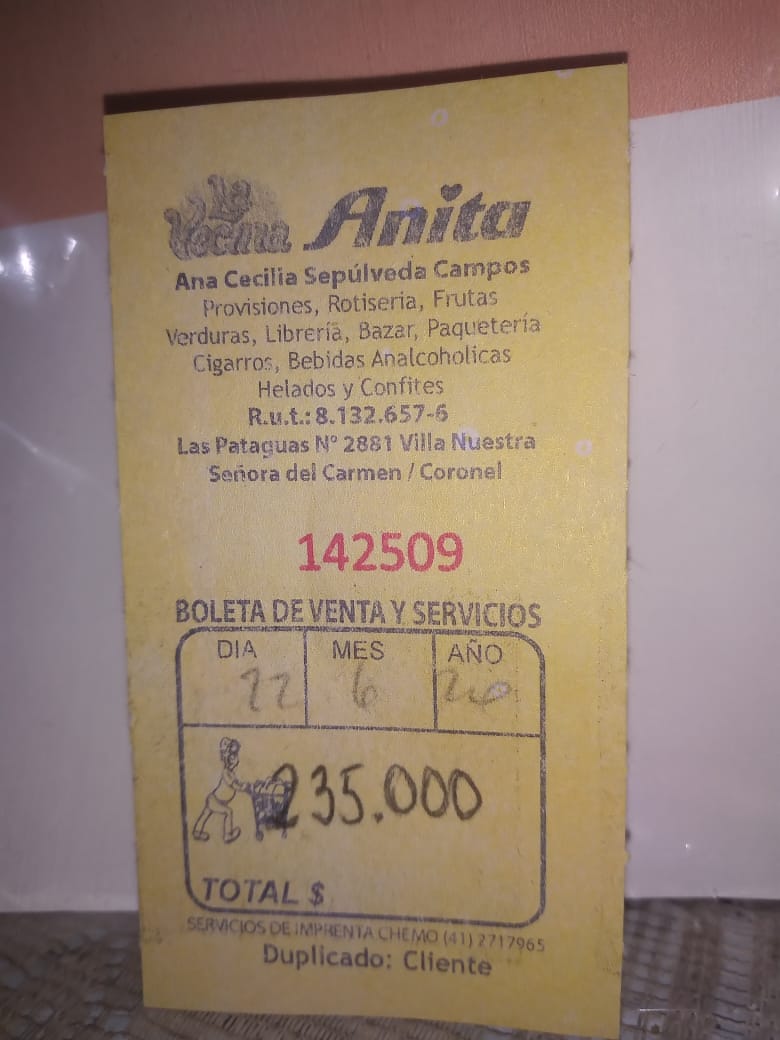 La Vecina Anita
Ana Cecilia Sepúlveda Campos
Provisiones, Rotiseria, Frutas
Verduras, Librería, Bazar, Paquetería
Cigarros, Bebidas Analcoholicas
Helados y Confites
R.u.t.: 8.132.657-6
Las Pataguas N° 2881 Villa Nuestra
Señora del Carmen / Coronel
142509
BOLETA DE VENTA Y SERVICIOS
DIA MES AÑO
22 6 26
235.000
TOTAL $
SERVICIOS DE IMPRENTA CHEMO (41) 2717965
Duplicado: Cliente